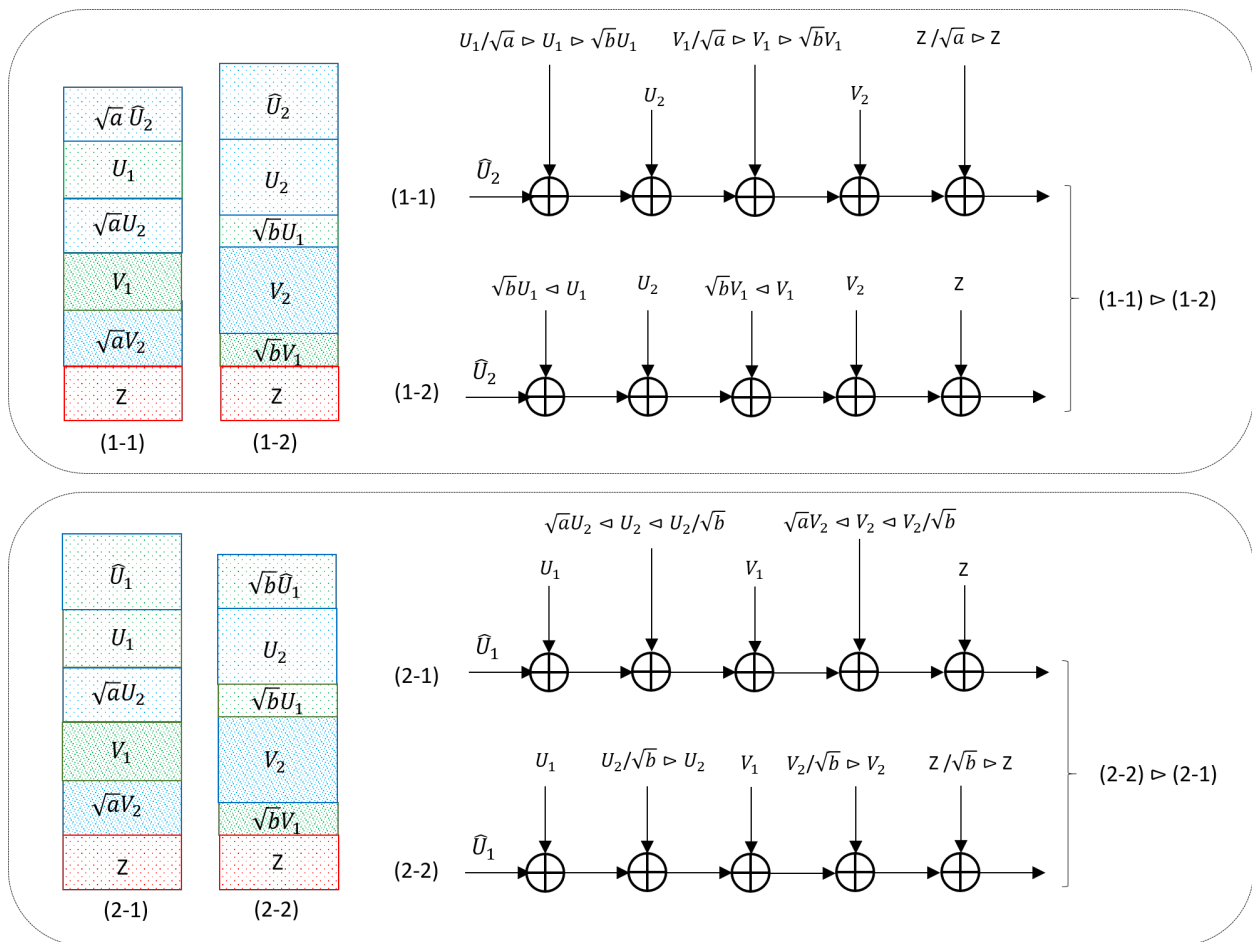 U₁/√a ⊳ U₁ ⊳ √bU₁
V₁/√a ⊳ V₁ ⊳ √bV₁
Z/√a ⊳ Z
U₂
V₂
Û₂
(1-1)
√a Û₂
U₁
√aU₂
V₁
√aV₂
Z
(1-1)
Û₂
U₂
√bU₁
V₂
√bV₁
Z
(1-2)
√bU₁ ⊲ U₁
U₂
√bV₁ ⊲ V₁
V₂
Z
Û₂
(1-2)
(1-1) ⊳ (1-2)
Û₁
U₁
√aU₂
V₁
√aV₂
Z
(2-1)
√bÛ₁
U₂
√bU₁
V₂
√bV₁
Z
(2-2)
√aU₂ ⊲ U₂ ⊲ U₂/√b
√aV₂ ⊲ V₂ ⊲ V₂/√b
U₁
V₁
Z
Û₁
(2-1)
U₁
U₂/√b ⊳ U₂
V₁
V₂/√b ⊳ V₂
Z/√b ⊳ Z
Û₁
(2-2)
(2-2) ⊳ (2-1)